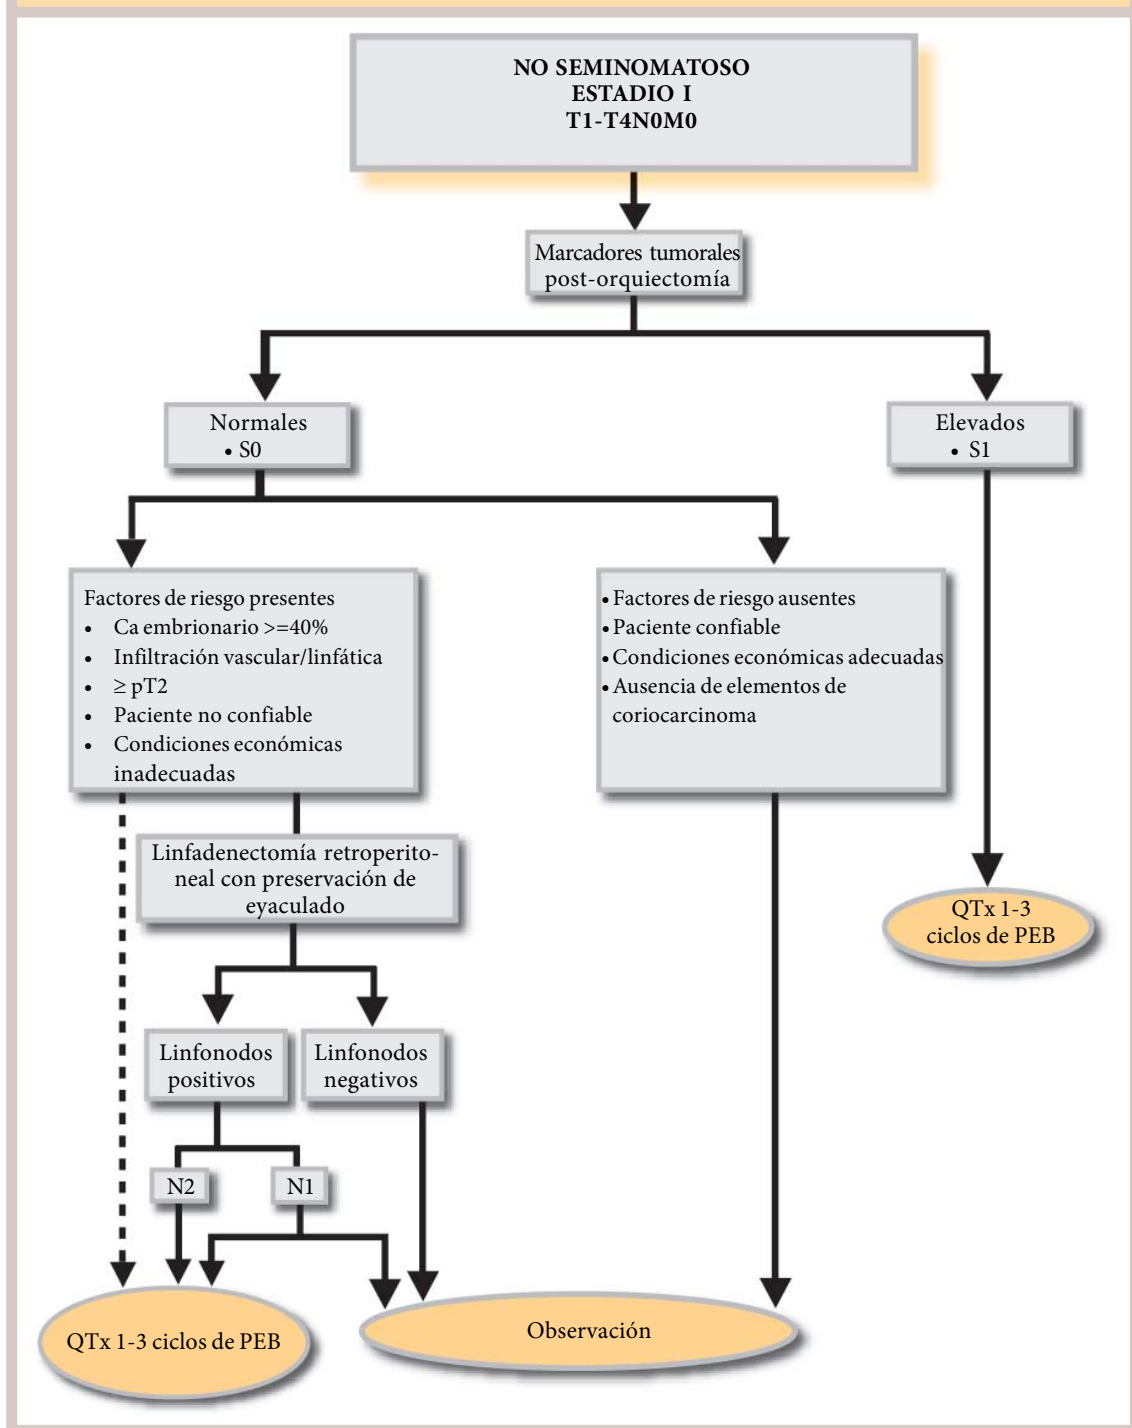 NO SEMINOMATOSO
ESTADIO I
T1-T4N0M0
Marcadores tumorales
post-orquiectomía
Normales
• S0
Elevados
• S1
Factores de riesgo presentes
• Ca embrionario >=40%
• Infiltración vascular/linfática
• ≥ pT2
• Paciente no confiable
• Condiciones económicas
inadecuadas
• Factores de riesgo ausentes
• Paciente confiable
• Condiciones económicas adecuadas
• Ausencia de elementos de
coriocarcinoma
Linfadenectomía retroperito-
neal con preservación de
eyaculado
QTx 1-3
ciclos de PEB
Linfonodos
positivos
Linfonodos
negativos
N2
N1
QTx 1-3 ciclos de PEB
Observación